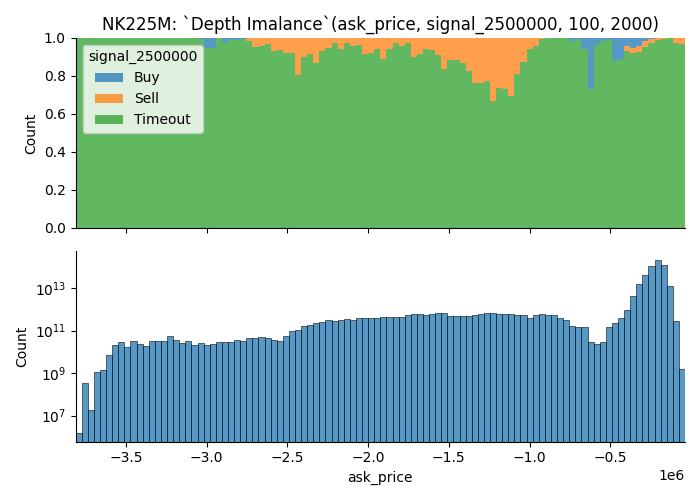 NK225M: `Depth Imalance`(ask_price, signal_2500000, 100, 2000)
signal_2500000
Buy
Sell
Timeout
Count
1.0
0.8
0.6
0.4
0.2
0.0
Count
10^13
10^11
10^9
10^7
−3.5 −3.0 −2.5 −2.0 −1.5 −1.0 −0.5
1e6
ask_price